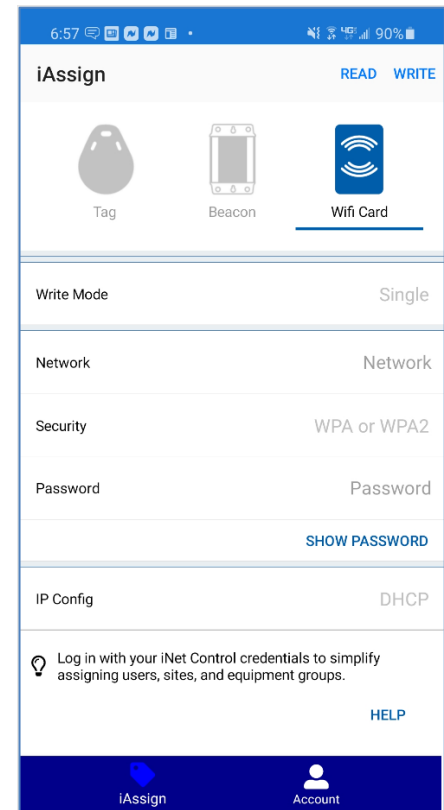 6:57 90%
iAssign READ WRITE
Tag Beacon Wifi Card
Write Mode Single
Network Network
Security WPA or WPA2
Password Password
SHOW PASSWORD
IP Config DHCP
Log in with your iNet Control credentials to simplify
assigning users, sites, and equipment groups.
HELP
iAssign Account